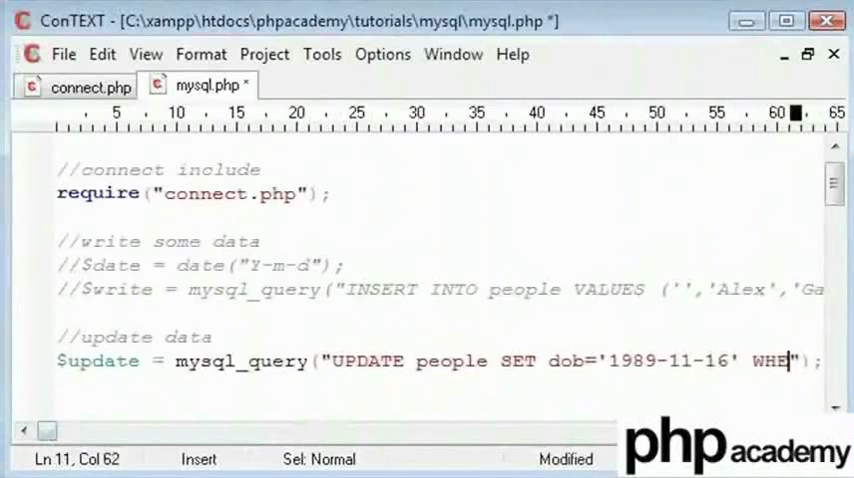 ConTEXT - [C:\xampp\htdocs\phpacademy\tutorials\mysql\mysql.php *]
File Edit View Format Project Tools Options Window Help
connect.php mysql.php *
5 10 15 20 25 30 35 40 45 50 55 60 65
//connect include
require("connect.php");
//write some data
//$date = date("Y-m-d");
//$write = mysql_query("INSERT INTO people VALUES ('','Alex','Ga
//update data
$update = mysql_query("UPDATE people SET dob='1989-11-16' WHE");
Ln 11, Col 62 Insert Sel: Normal Modified
php academy